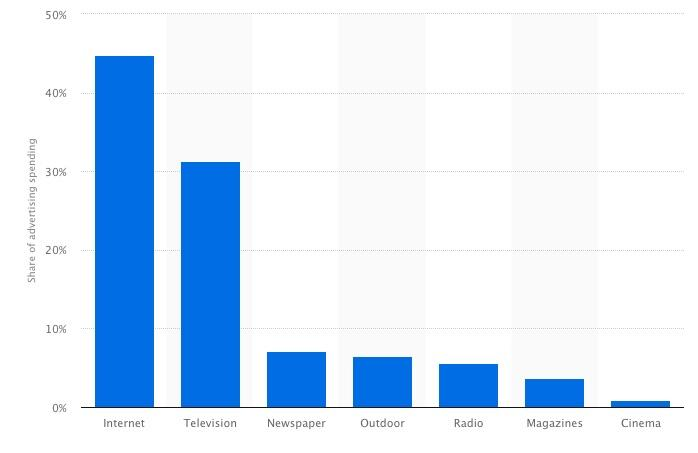 50%
40%
30%
20%
10%
0%
Share of advertising spending
Internet
Television
Newspaper
Outdoor
Radio
Magazines
Cinema